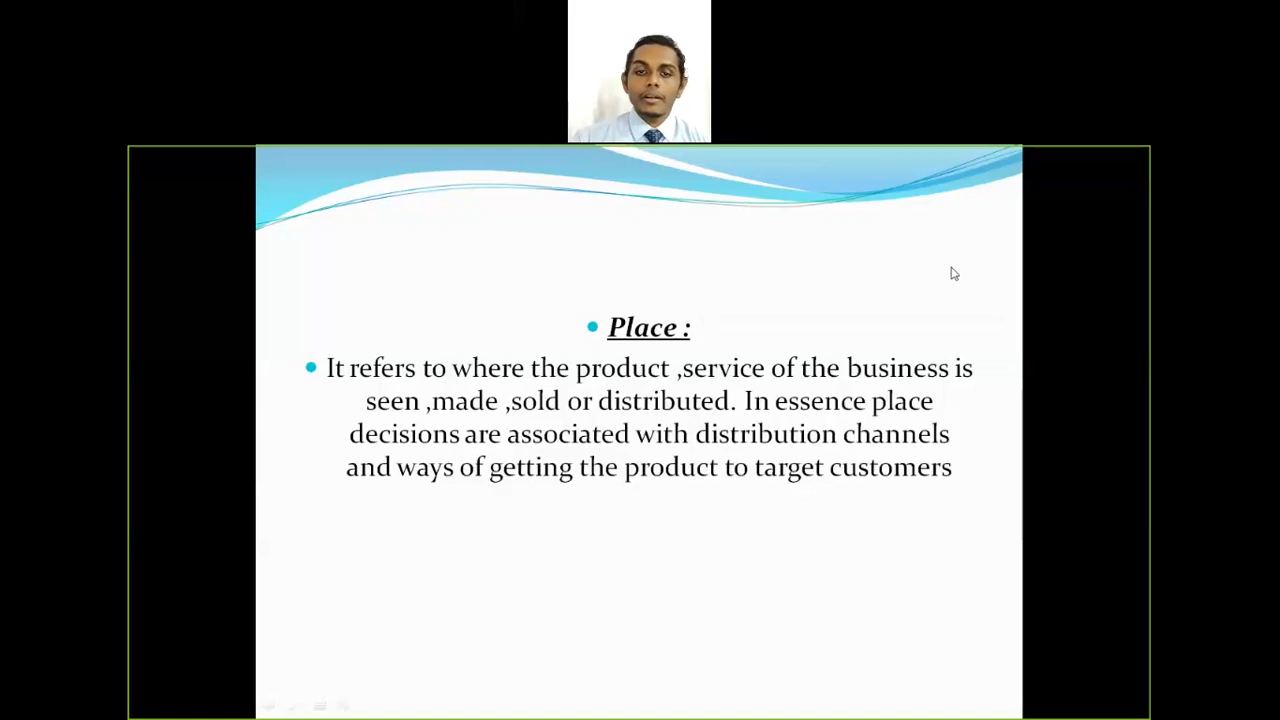 Place :
It refers to where the product ,service of the business is
seen ,made ,sold or distributed. In essence place
decisions are associated with distribution channels
and ways of getting the product to target customers